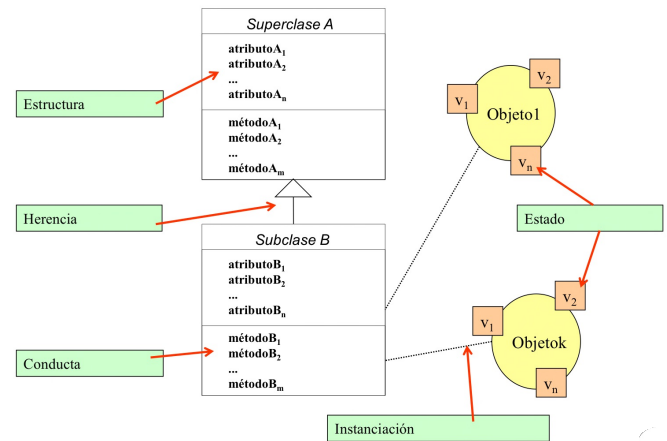 Superclase A
atributoA₁
atributoA₂
...
atributoAₙ
métodoA₁
métodoA₂
...
métodoAₘ
Estructura
Herencia
Subclase B
atributoB₁
atributoB₂
...
atributoBₙ
métodoB₁
métodoB₂
...
métodoBₘ
Conducta
v₁
v₂
Objeto1
vₙ
Estado
v₂
v₁
Objetok
vₙ
Instanciación